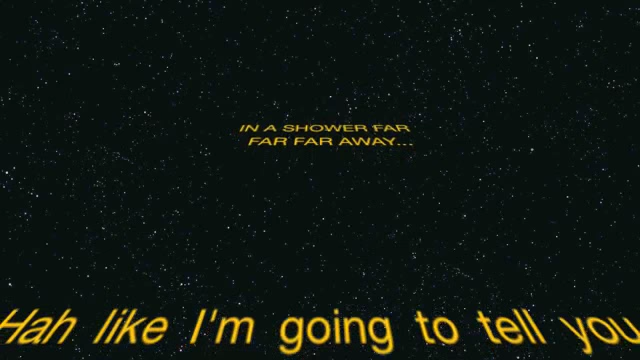 IN A SHOWER FAR
FAR FAR AWAY...
Hah like I'm going to tell you